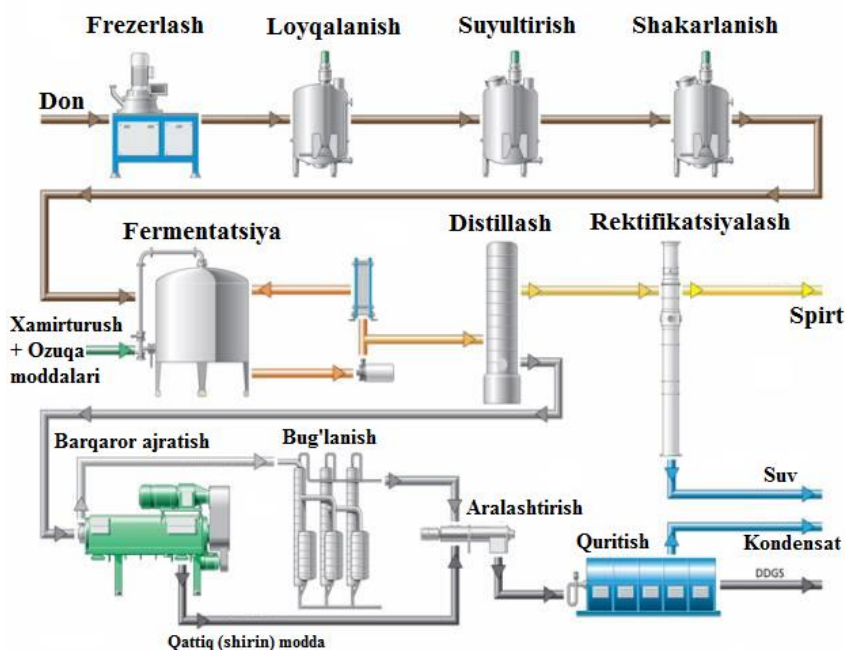 Frezerlash
Loyqalanish
Suyultirish
Shakarlanish
Don
Fermentatsiya
Distillash
Rektifikatsiyalash
Spirt
Xamirturush
+ Ozuqa
moddalari
Barqaror ajratish
Bug'lanish
Suv
Aralashtirish
Quritish
Kondensat
DDGS
Qattiq (shirin) modda